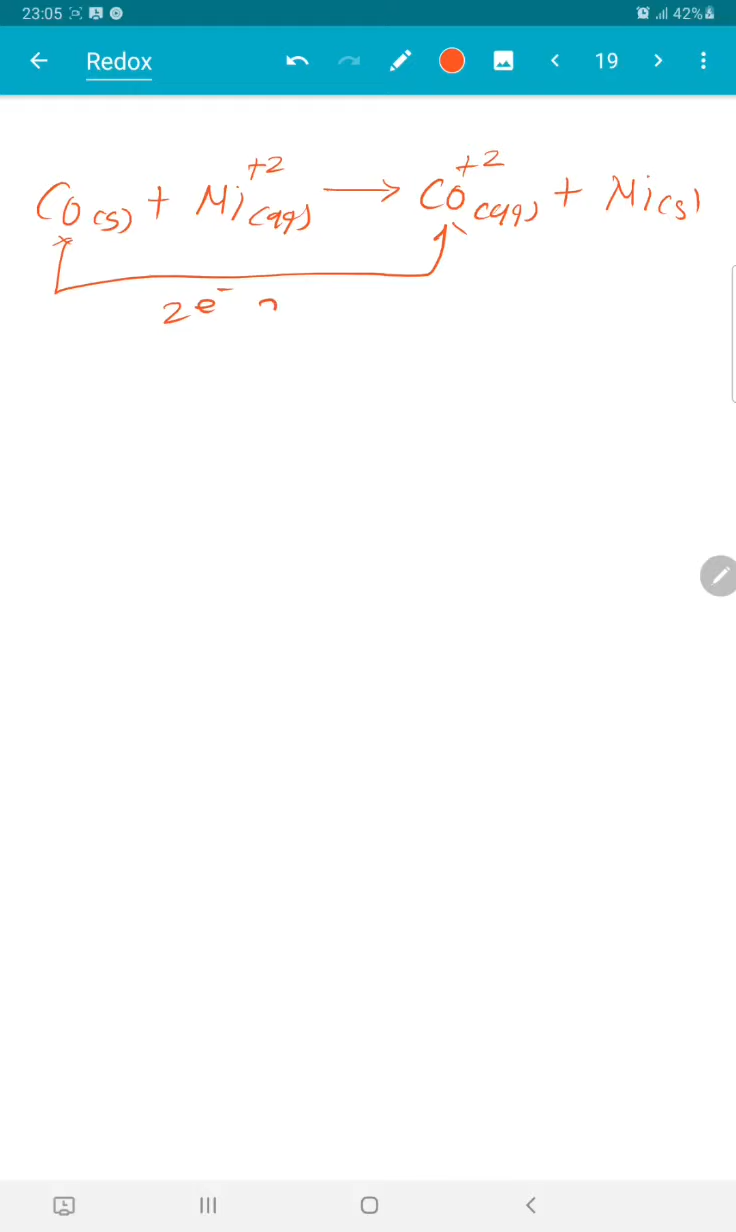 23:05 42%
Redox 19
Co(s) + Ni+2(aq) → Co+2(aq) + Ni(s)
2e-